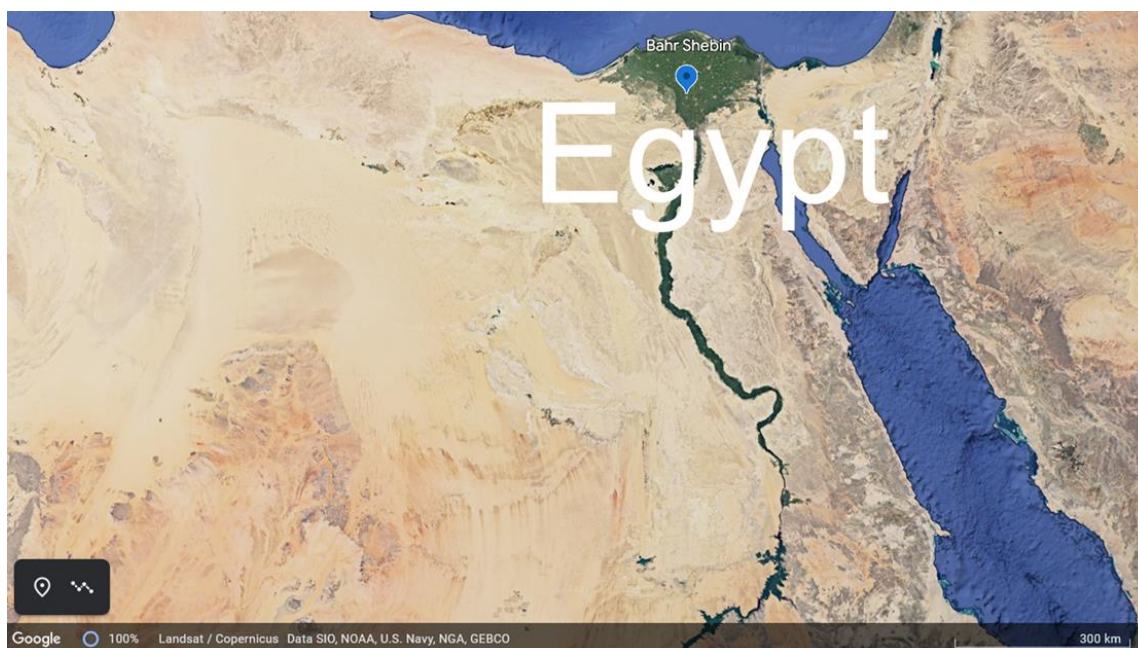 Bahr Shebin
Egypt
Google 100% Landsat / Copernicus Data SIO, NOAA, U.S. Navy, NGA, GEBCO 300 km